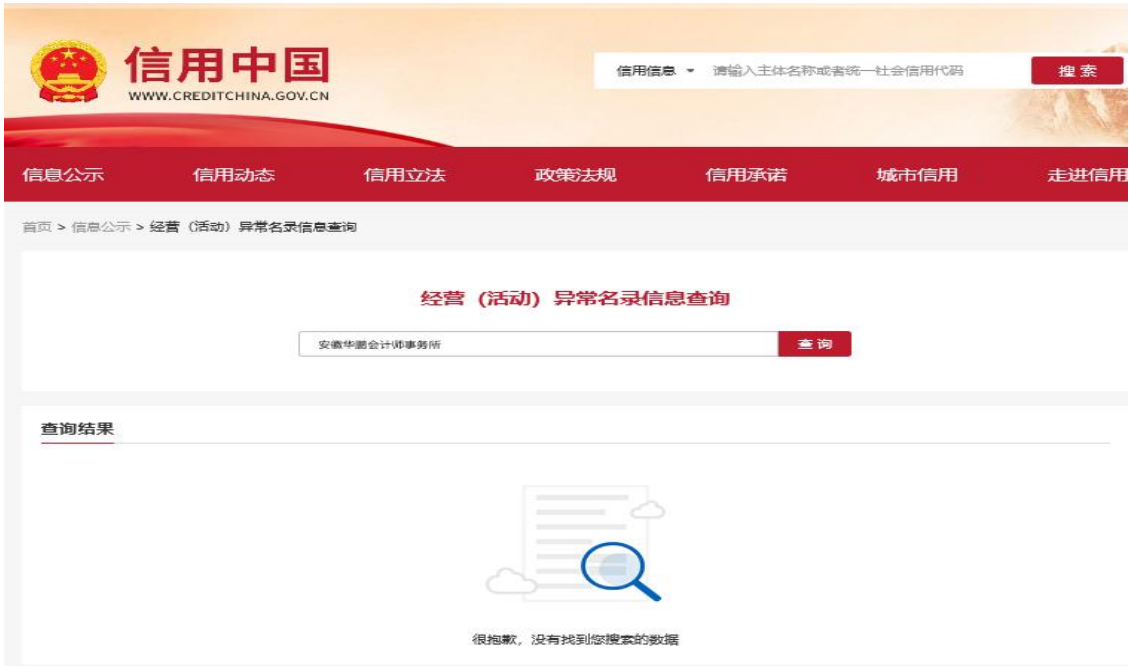 信用中国
WWW.CREDITCHINA.GOV.CN
信用信息 请输入主体名称或者统一社会信用代码 搜索
信息公示 信用动态 信用立法 政策法规 信用承诺 城市信用 走进信用
首页 > 信息公示 > 经营（活动）异常名录信息查询
经营（活动）异常名录信息查询
安徽华鹏会计师事务所 查询
查询结果
很抱歉，没有找到您搜索的数据